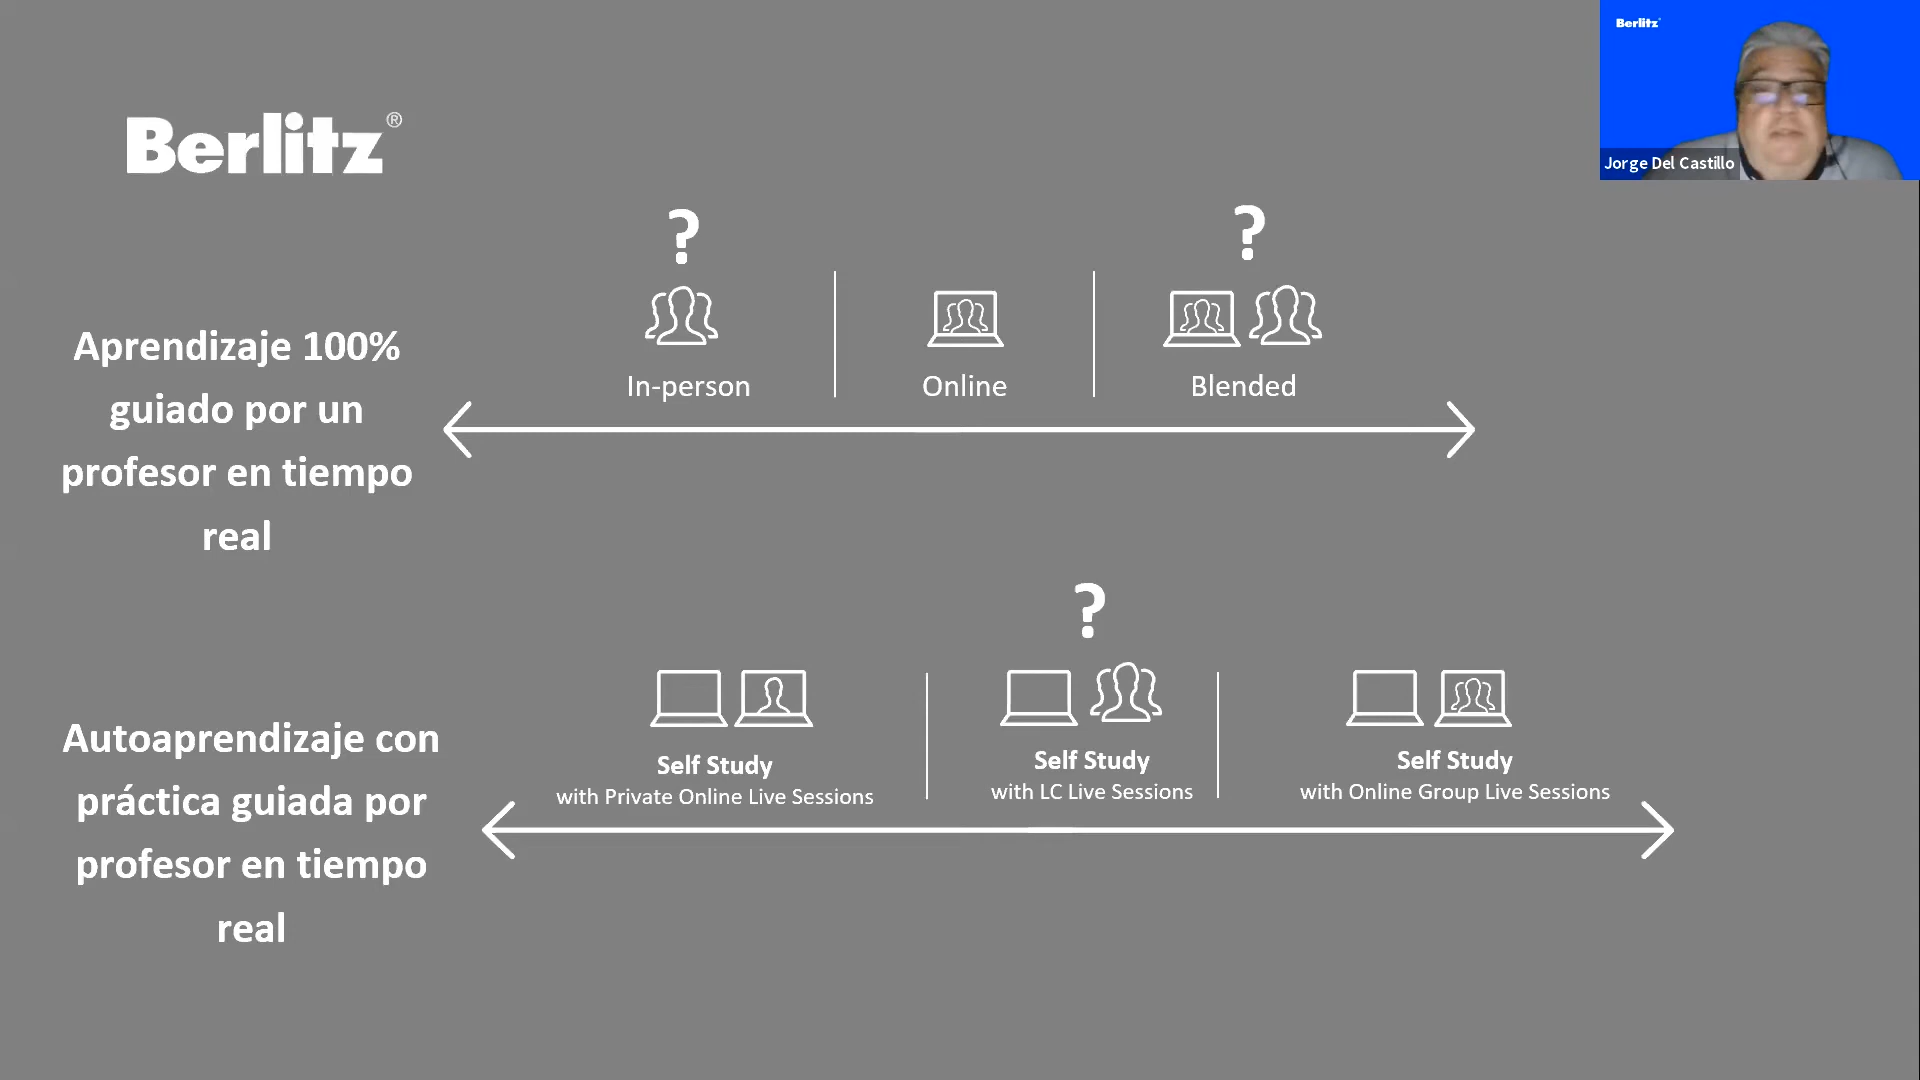 Berlitz
Jorge Del Castillo
Berlitz®
Aprendizaje 100%
guiado por un
profesor en tiempo
real
?
?
In-person
Online
Blended
Autoaprendizaje con
práctica guiada por
profesor en tiempo
real
?
Self Study
with Private Online Live Sessions
Self Study
with LC Live Sessions
Self Study
with Online Group Live Sessions